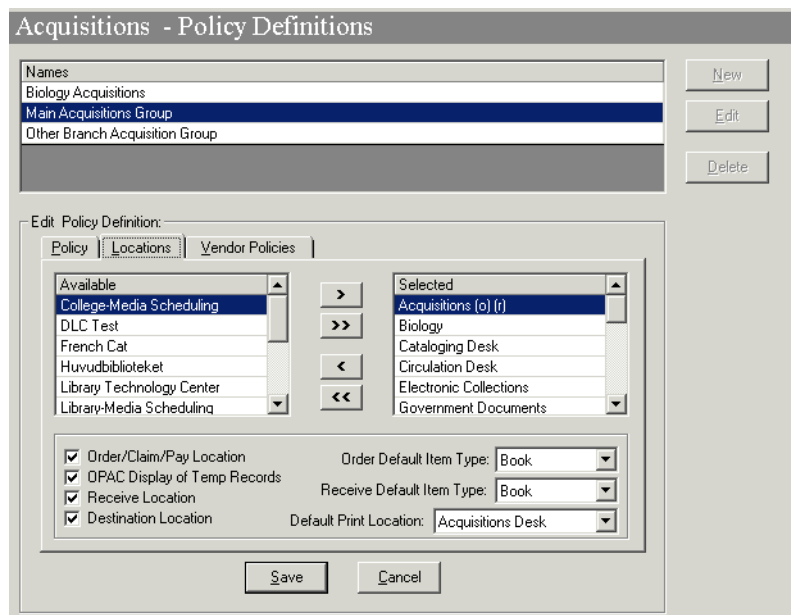 Acquisitions - Policy Definitions
Names
Biology Acquisitions
Main Acquisitions Group
Other Branch Acquisition Group
New
Edit
Delete
Edit Policy Definition:
Policy Locations Vendor Policies
Available
College-Media Scheduling
DLC Test
French Cat
Huvudbiblioteket
Library Technology Center
Library-Media Scheduling
>
>>
<
<<
Selected
Acquisitions (o) (r)
Biology
Cataloging Desk
Circulation Desk
Electronic Collections
Government Documents
Order/Claim/Pay Location
OPAC Display of Temp Records
Receive Location
Destination Location
Order Default Item Type: Book
Receive Default Item Type: Book
Default Print Location: Acquisitions Desk
Save Cancel